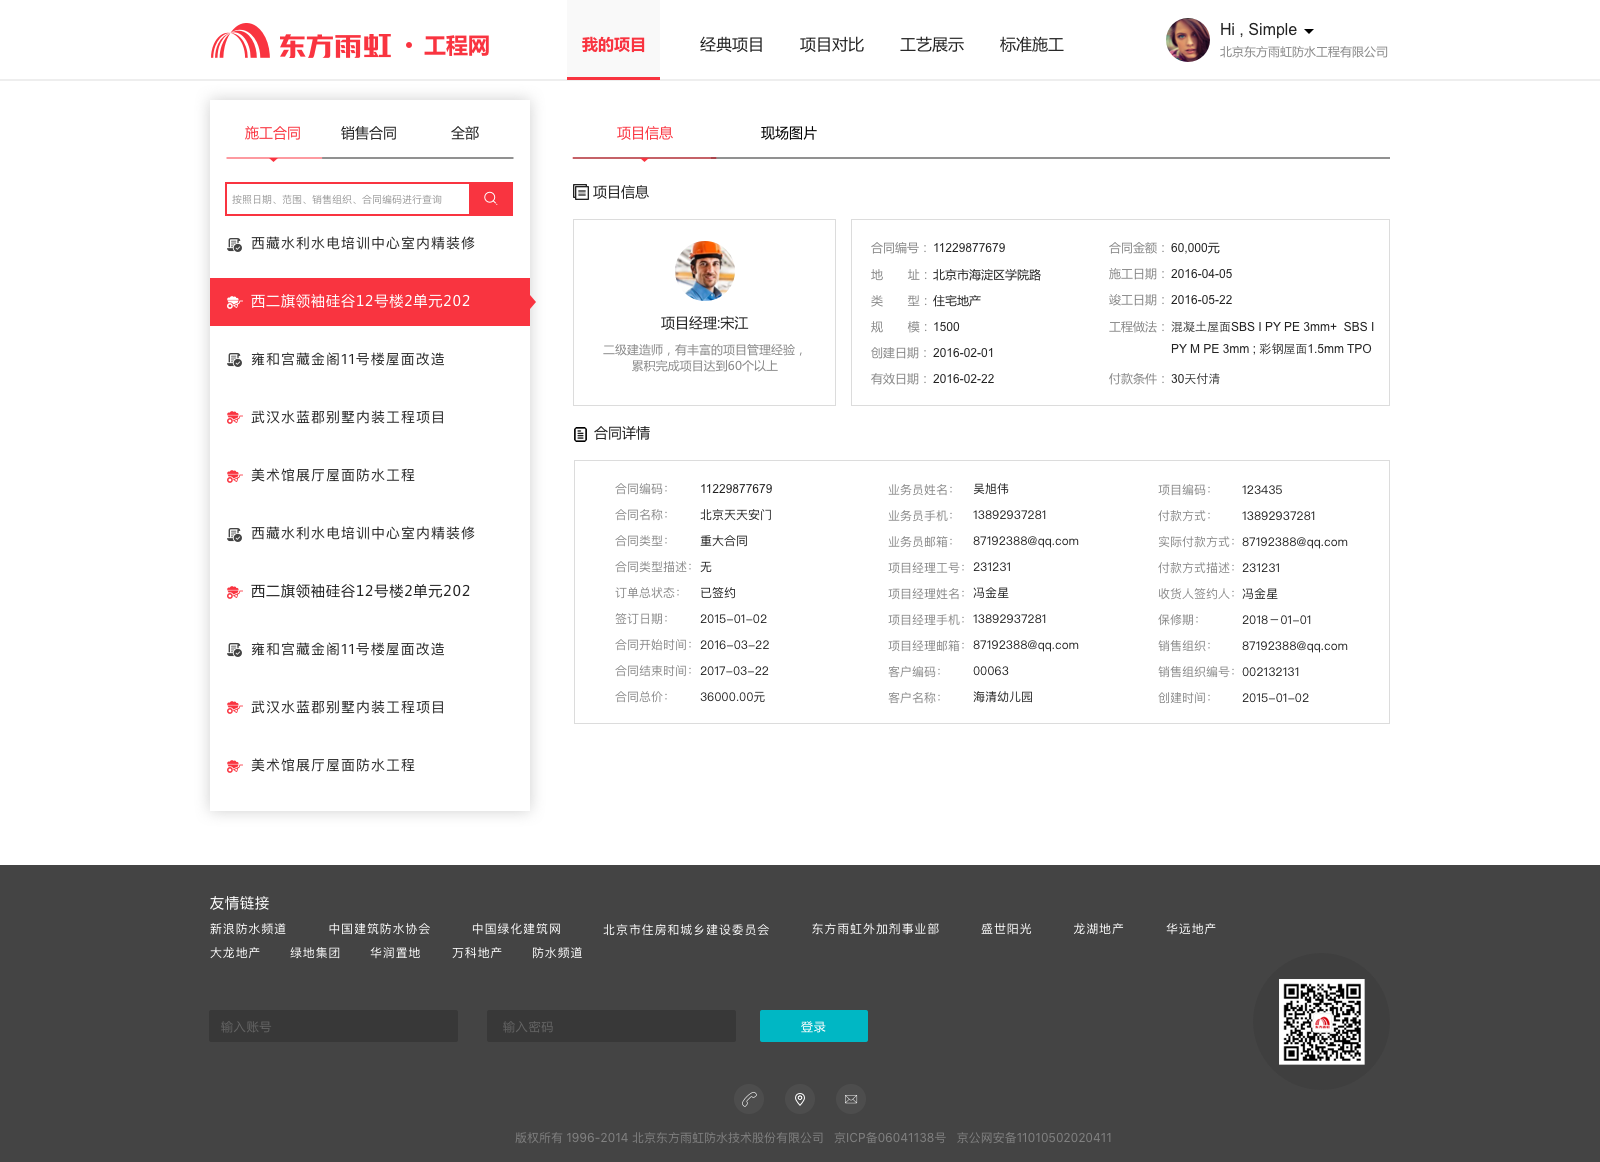 东方雨虹 · 工程网
我的项目 经典项目 项目对比 工艺展示 标准施工
Hi , Simple
北京东方雨虹防水工程有限公司
施工合同 销售合同 全部
按照日期、范围、销售组织、合同编码进行查询
西藏水利水电培训中心室内精装修
西二旗领袖硅谷12号楼2单元202
雍和宫藏金阁11号楼屋面改造
武汉水蓝郡别墅内装工程项目
美术馆展厅屋面防水工程
西藏水利水电培训中心室内精装修
西二旗领袖硅谷12号楼2单元202
雍和宫藏金阁11号楼屋面改造
武汉水蓝郡别墅内装工程项目
美术馆展厅屋面防水工程
项目信息 现场图片
项目信息
项目经理:宋江
二级建造师，有丰富的项目管理经验，
累积完成项目达到60个以上
合同编号： 11229877679
地 址： 北京市海淀区学院路
类 型： 住宅地产
规 模： 1500
创建日期： 2016-02-01
有效日期： 2016-02-22
合同金额： 60,000元
施工日期： 2016-04-05
竣工日期： 2016-05-22
工程做法： 混凝土屋面SBS I PY PE 3mm+ SBS I
PY M PE 3mm ; 彩钢屋面1.5mm TPO
付款条件： 30天付清
合同详情
合同编码： 11229877679
合同名称： 北京天天安门
合同类型： 重大合同
合同类型描述： 无
订单总状态： 已签约
签订日期： 2015-01-02
合同开始时间： 2016-03-22
合同结束时间： 2017-03-22
合同总价： 36000.00元
业务员姓名： 吴旭伟
业务员手机： 13892937281
业务员邮箱： 87192388@qq.com
项目经理工号： 231231
项目经理姓名： 冯金星
项目经理手机： 13892937281
项目经理邮箱： 87192388@qq.com
客户编码： 00063
客户名称： 海清幼儿园
项目编码： 123435
付款方式： 13892937281
实际付款方式： 87192388@qq.com
付款方式描述： 231231
收货人签约人： 冯金星
保修期： 2018－01-01
销售组织： 87192388@qq.com
销售组织编号： 002132131
创建时间： 2015-01-02
友情链接
新浪防水频道 中国建筑防水协会 中国绿化建筑网 北京市住房和城乡建设委员会 东方雨虹外加剂事业部 盛世阳光 龙湖地产 华远地产
大龙地产 绿地集团 华润置地 万科地产 防水频道
输入账号 输入密码 登录
版权所有 1996-2014 北京东方雨虹防水技术股份有限公司 京ICP备06041138号 京公网安备11010502020411